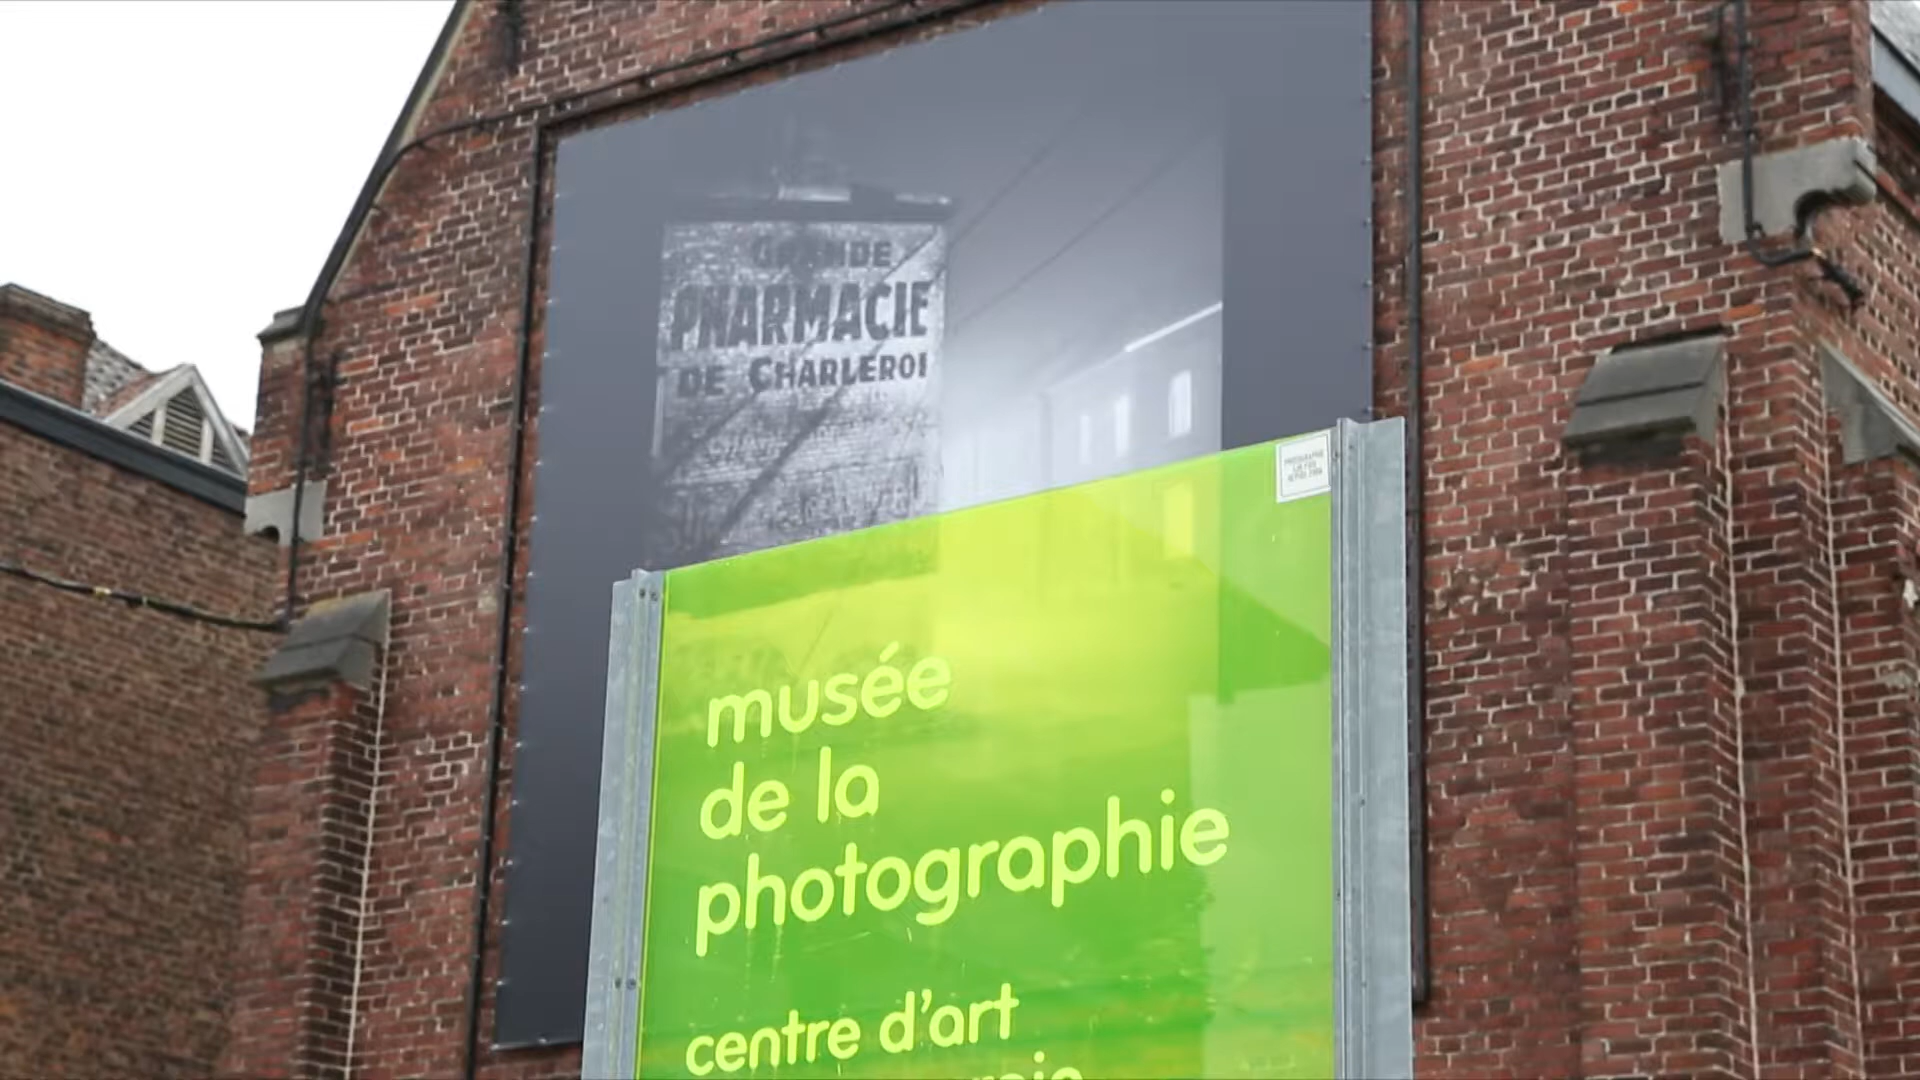 GRANDE
PHARMACIE
DE CHARLEROI
musée
de la
photographie
centre d'art